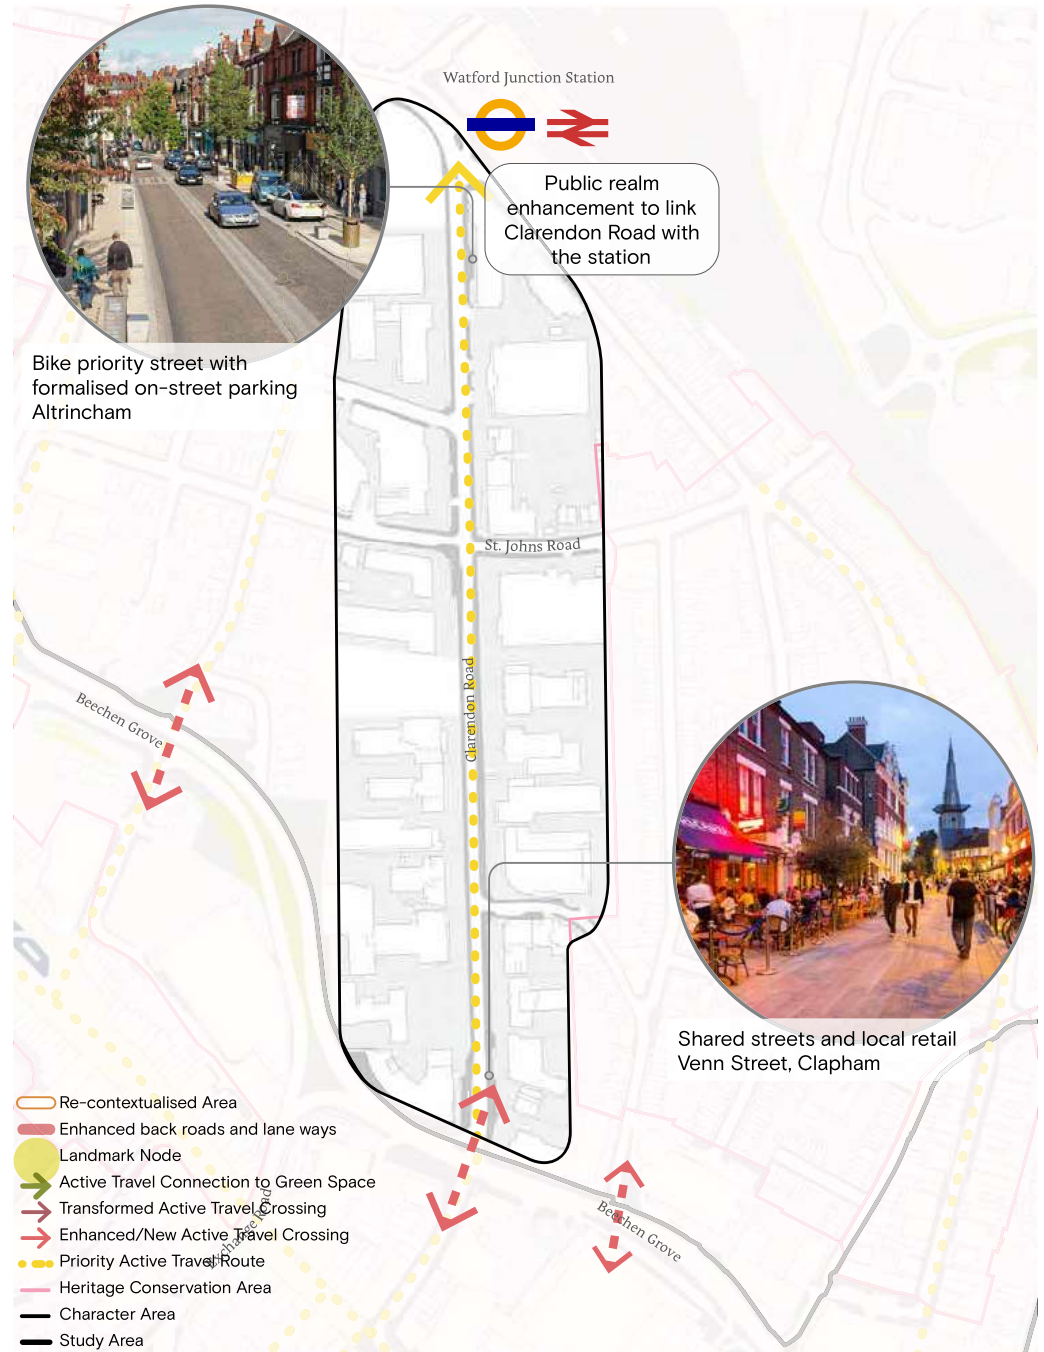 Watford Junction Station
Public realm
enhancement to link
Clarendon Road with
the station
Bike priority street with
formalised on-street parking
Altrincham
St. Johns Road
Clarendon Road
Beechen Grove
Shared streets and local retail
Venn Street, Clapham
Beechen Grove
Exchange Road
Re-contextualised Area
Enhanced back roads and lane ways
Landmark Node
Active Travel Connection to Green Space
Transformed Active Travel Crossing
Enhanced/New Active Travel Crossing
Priority Active Travel Route
Heritage Conservation Area
Character Area
Study Area